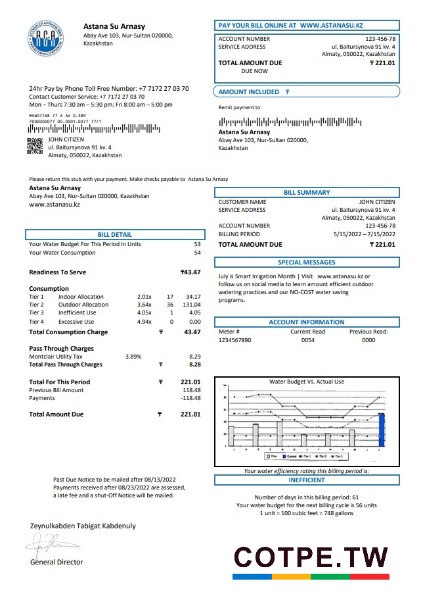 Astana Su Arnasy
Abay Ave 103, Nur-Sultan 020000,
Kazakhstan
PAY YOUR BILL ONLINE AT WWW.ASTANASU.KZ
ACCOUNT NUMBER 123-456-78
SERVICE ADDRESS ul. Baitursynova 91 kv. 4
Almaty, 050022, Kazakhstan
TOTAL AMOUNT DUE ₸ 221.01
DUE NOW
24hr Pay by Phone Toll Free Number: +7 7172 27 03 70
Contact Customer Service: +7 7172 27 03 70
Mon – Thurs 7:30 am – 5:30 pm; Fri 8:00 am – 5:00 pm
AMOUNT INCLUDED ₸
Remit payment to:
JOHN CITIZEN
ul. Baitursynova 91 kv. 4
Almaty, 050022, Kazakhstan
Astana Su Arnasy
Abay Ave 103, Nur-Sultan 020000,
Kazakhstan
Please return this stub with your payment. Make checks payable to Astana Su Arnasy
Astana Su Arnasy
Abay Ave 103, Nur-Sultan 020000, Kazakhstan
www.astanasu.kz
BILL SUMMARY
CUSTOMER NAME JOHN CITIZEN
SERVICE ADDRESS ul. Baitursynova 91 kv. 4
Almaty, 050022, Kazakhstan
ACCOUNT NUMBER 123-456-78
BILLING PERIOD 5/15/2022 – 7/15/2022
TOTAL AMOUNT DUE ₸ 221.01
BILL DETAIL
Your Water Budget For This Period In Units 53
Your Water Consumption 54
Readiness To Serve ₸43.47
Consumption
Tier 1 Indoor Allocation 2.01x 17 34.17
Tier 2 Outdoor Allocation 3.64x 36 131.04
Tier 3 Inefficient Use 4.05x 1 4.05
Tier 4 Excessive Use 4.94x 0 0.00
Total Consumption Charge ₸ 43.47
Pass Through Charges
Montclair Utility Tax 3.89% 8.29
Total Pass Through Charges ₸ 8.28
Total For This Period 221.01
Previous Bill Amount 118.48
Payments -118.48
Total Amount Due ₸ 221.01
SPECIAL MESSAGES
July is Smart Irrigation Month | Visit www.astanasu.kz or
follow us on social media to learn amount efficient outdoor
watering practices and our NO-COST water saving
programs.
ACCOUNT INFORMATION
Meter # Current Read Previous Read:
1234567890 0054 0000
Water Budget Vs. Actual Use
Your water efficiency rating this billing period is:
INEFFICIENT
Number of days in this billing period: 61
Your water budget for the next billing cycle is 56 units
1 unit = 100 cubic feet = 748 gallons
Past Due Notice to be mailed after 08/13/2022
Payments received after 08/23/2022 are assessed,
a late fee and a shut-Off Notice will be mailed.
Zeynulkabden Tabigat Kabdenuly
General Director
COTPE.TW